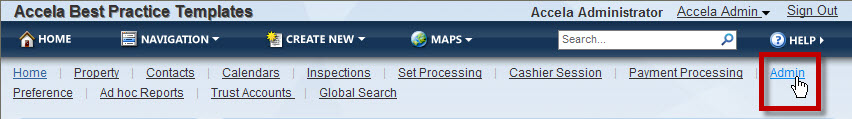 Accela Best Practice Templates Accela Administrator Accela Admin Sign Out
HOME NAVIGATION CREATE NEW MAPS Search... HELP
Home | Property | Contacts | Calendars | Inspections | Set Processing | Cashier Session | Payment Processing | Admin
Preference | Ad hoc Reports | Trust Accounts | Global Search